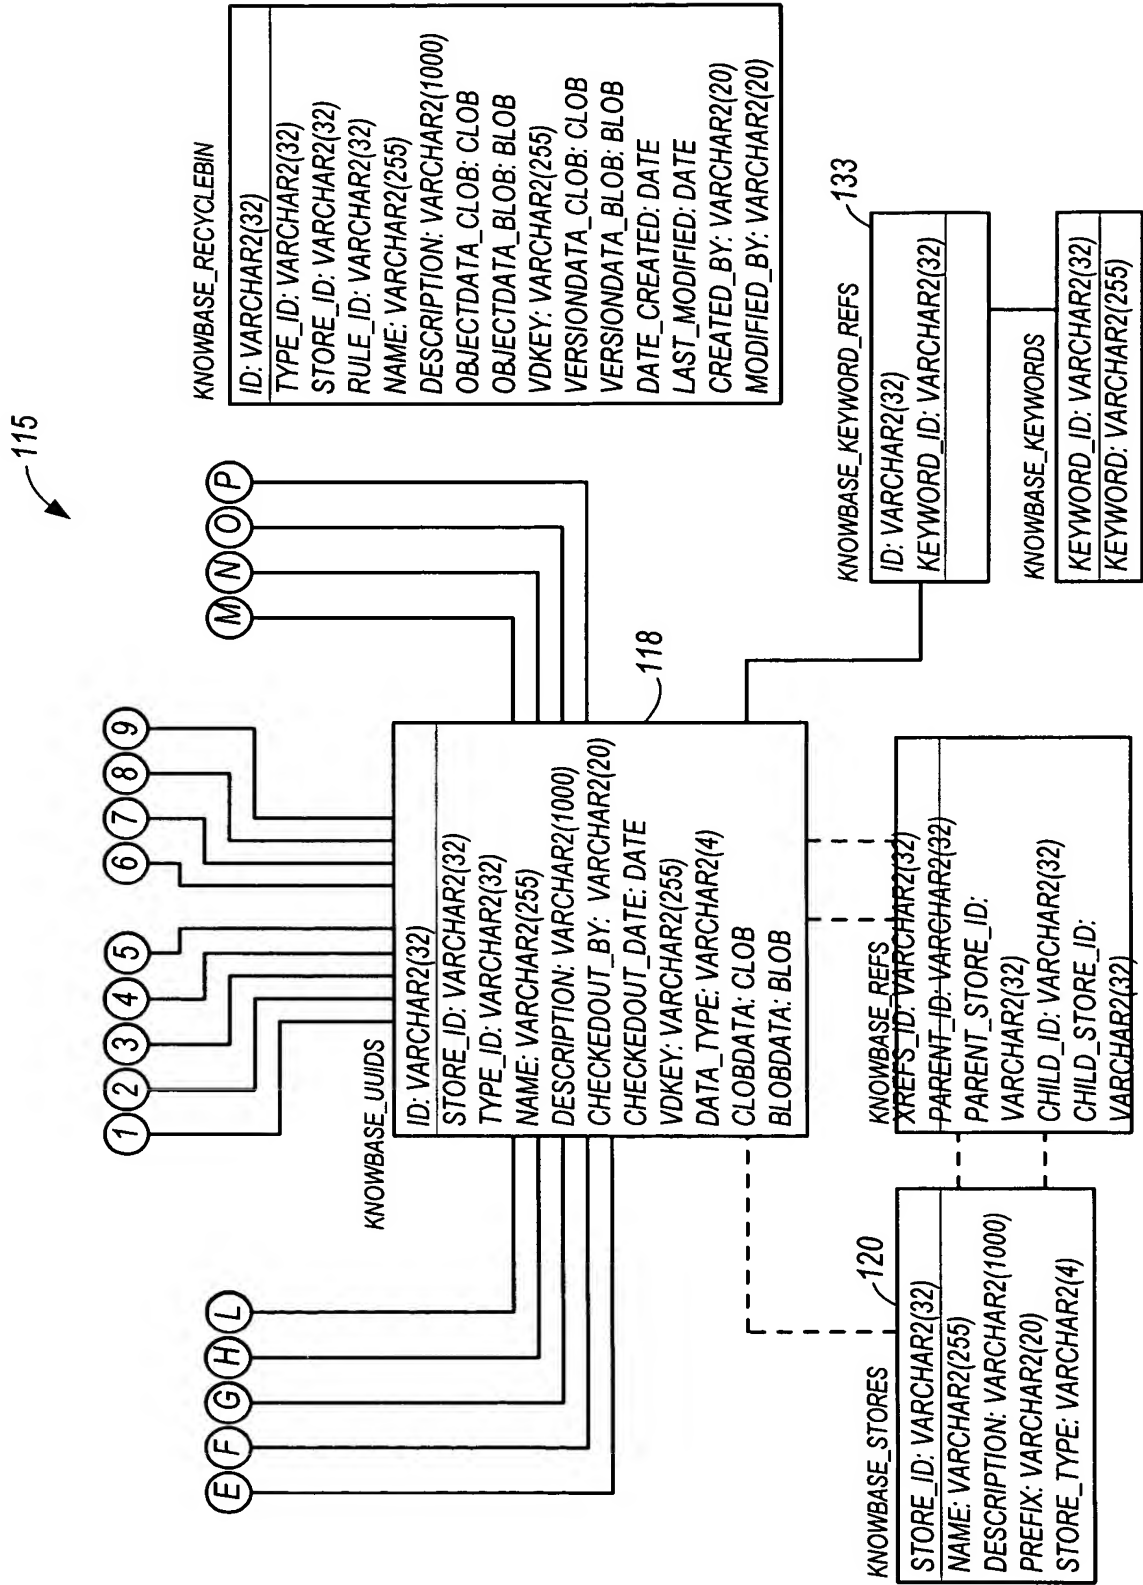 115
1
2
3
4
5
6
7
8
9
E
F
G
H
L
M
N
O
P
KNOWBASE_UUIDS
118
ID: VARCHAR2(32)
STORE_ID: VARCHAR2(32)
TYPE_ID: VARCHAR2(32)
NAME: VARCHAR2(255)
DESCRIPTION: VARCHAR2(1000)
CHECKEDOUT_BY: VARCHAR2(20)
CHECKEDOUT_DATE: DATE
VDKEY: VARCHAR2(255)
DATA_TYPE: VARCHAR2(4)
CLOBDATA: CLOB
BLOBDATA: BLOB
KNOWBASE_RECYCLEBIN
ID: VARCHAR2(32)
TYPE_ID: VARCHAR2(32)
STORE_ID: VARCHAR2(32)
RULE_ID: VARCHAR2(32)
NAME: VARCHAR2(255)
DESCRIPTION: VARCHAR2(1000)
OBJECTDATA_CLOB: CLOB
OBJECTDATA_BLOB: BLOB
VDKEY: VARCHAR2(255)
VERSIONDATA_CLOB: CLOB
VERSIONDATA_BLOB: BLOB
DATE_CREATED: DATE
LAST_MODIFIED: DATE
CREATED_BY: VARCHAR2(20)
MODIFIED_BY: VARCHAR2(20)
KNOWBASE_STORES
120
STORE_ID: VARCHAR2(32)
NAME: VARCHAR2(255)
DESCRIPTION: VARCHAR2(1000)
PREFIX: VARCHAR2(20)
STORE_TYPE: VARCHAR2(4)
KNOWBASE_REFS
XREFS_ID: VARCHAR2(32)
PARENT_ID: VARCHAR2(32)
PARENT_STORE_ID:
VARCHAR2(32)
CHILD_ID: VARCHAR2(32)
CHILD_STORE_ID:
VARCHAR2(32)
KNOWBASE_KEYWORD_REFS
133
ID: VARCHAR2(32)
KEYWORD_ID: VARCHAR2(32)
KNOWBASE_KEYWORDS
KEYWORD_ID: VARCHAR2(32)
KEYWORD: VARCHAR2(255)